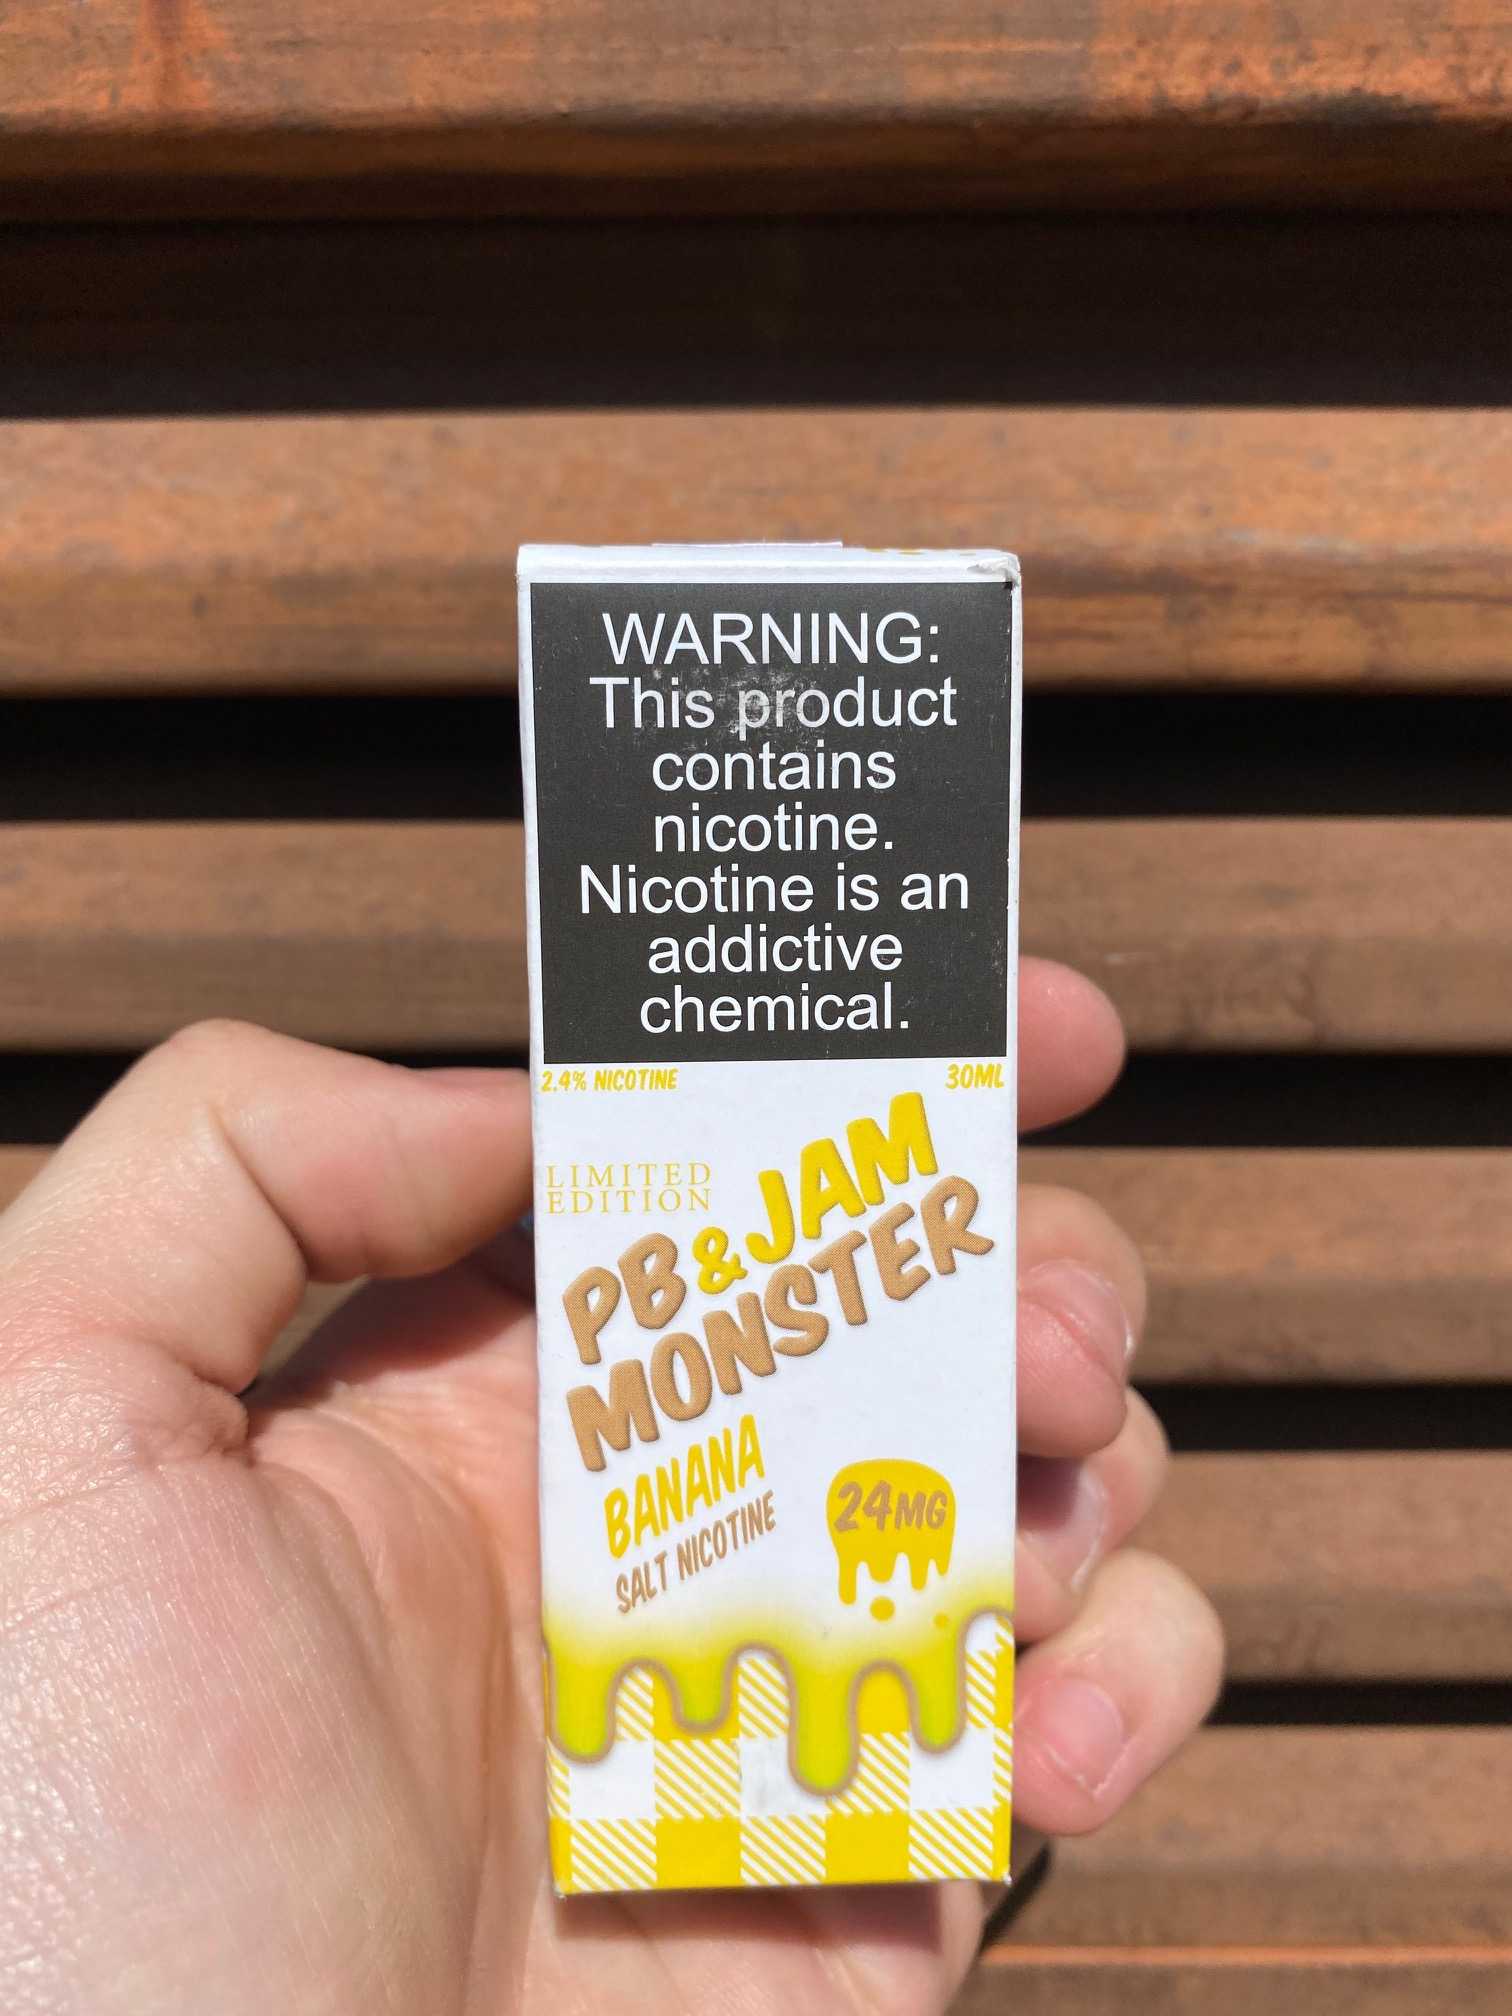 WARNING:
This product
contains
nicotine.
Nicotine is an
addictive
chemical.
2.4% NICOTINE 30ML
LIMITED
EDITION
PB & JAM
MONSTER
BANANA
SALT NICOTINE
24MG